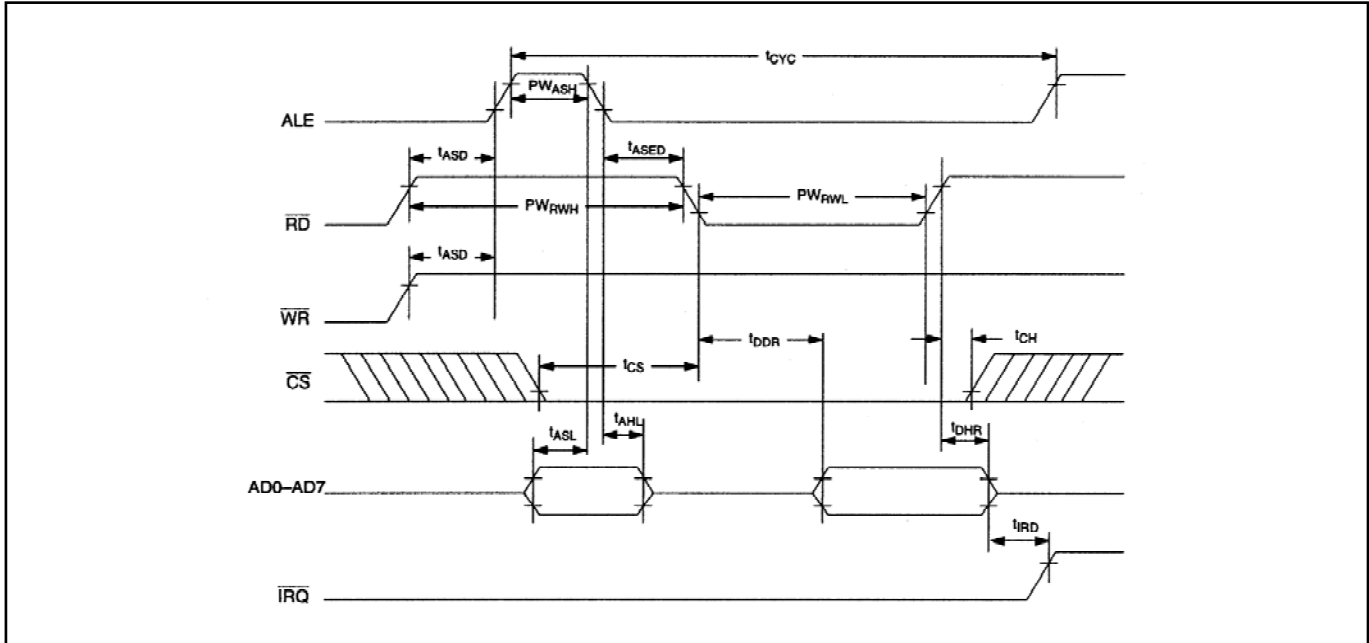 tCYC
PWASH
ALE
tASD
tASED
PWRWH
PWRWL
RD
tASD
WR
tDDR
tCH
tCS
CS
tASL
tAHL
tDHR
AD0–AD7
tIRD
IRQ